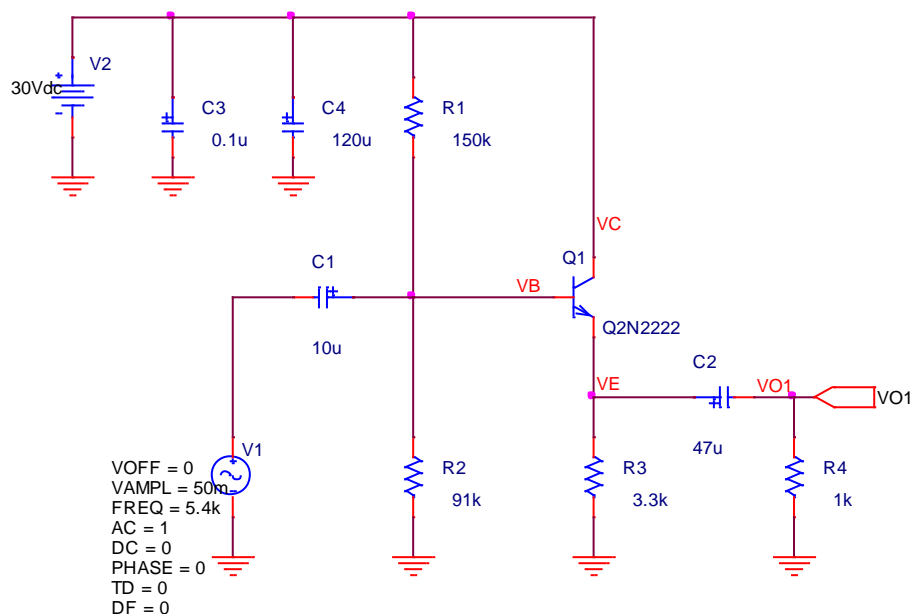 V2
30Vdc
C3
0.1u
C4
120u
R1
150k
VC
Q1
C1
VB
10u
Q2N2222
C2
VE
VO1
VO1
47u
V1
VOFF = 0
VAMPL = 50m
FREQ = 5.4k
AC = 1
DC = 0
PHASE = 0
TD = 0
DF = 0
R2
91k
R3
3.3k
R4
1k